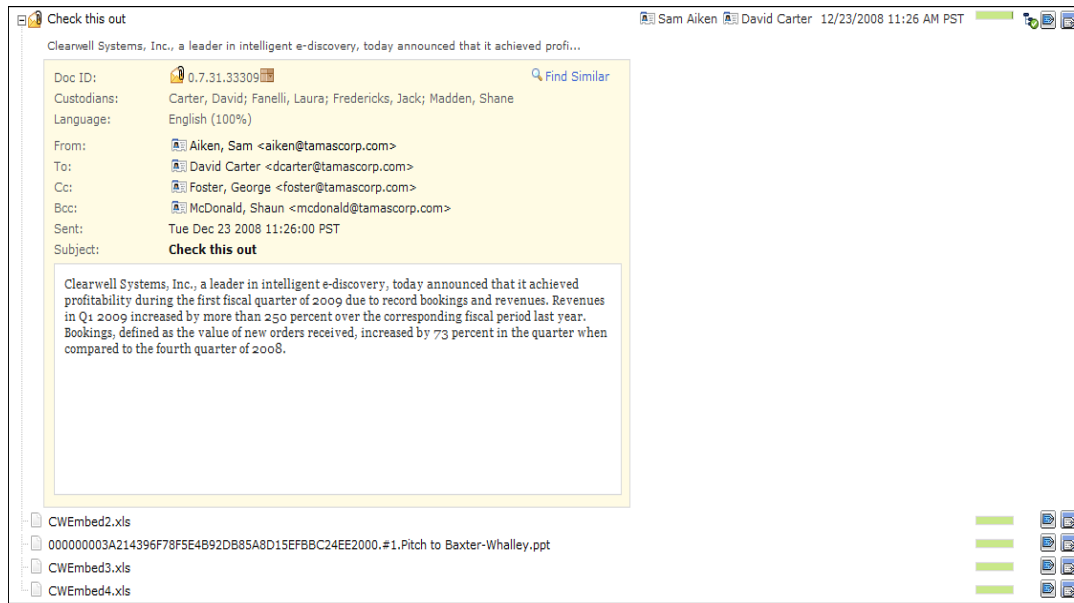 Check this out Sam Aiken David Carter 12/23/2008 11:26 AM PST
Clearwell Systems, Inc., a leader in intelligent e-discovery, today announced that it achieved profi...
Doc ID: 0.7.31.33309 Find Similar
Custodians: Carter, David; Fanelli, Laura; Fredericks, Jack; Madden, Shane
Language: English (100%)
From: Aiken, Sam <aiken@tamascorp.com>
To: David Carter <dcarter@tamascorp.com>
Cc: Foster, George <foster@tamascorp.com>
Bcc: McDonald, Shaun <mcdonald@tamascorp.com>
Sent: Tue Dec 23 2008 11:26:00 PST
Subject: Check this out
Clearwell Systems, Inc., a leader in intelligent e-discovery, today announced that it achieved
profitability during the first fiscal quarter of 2009 due to record bookings and revenues. Revenues
in Q1 2009 increased by more than 250 percent over the corresponding fiscal period last year.
Bookings, defined as the value of new orders received, increased by 73 percent in the quarter when
compared to the fourth quarter of 2008.
CWEmbed2.xls
000000003A214396F78F5E4B92DB85A8D15EFBBC24EE2000.#1.Pitch to Baxter-Whalley.ppt
CWEmbed3.xls
CWEmbed4.xls